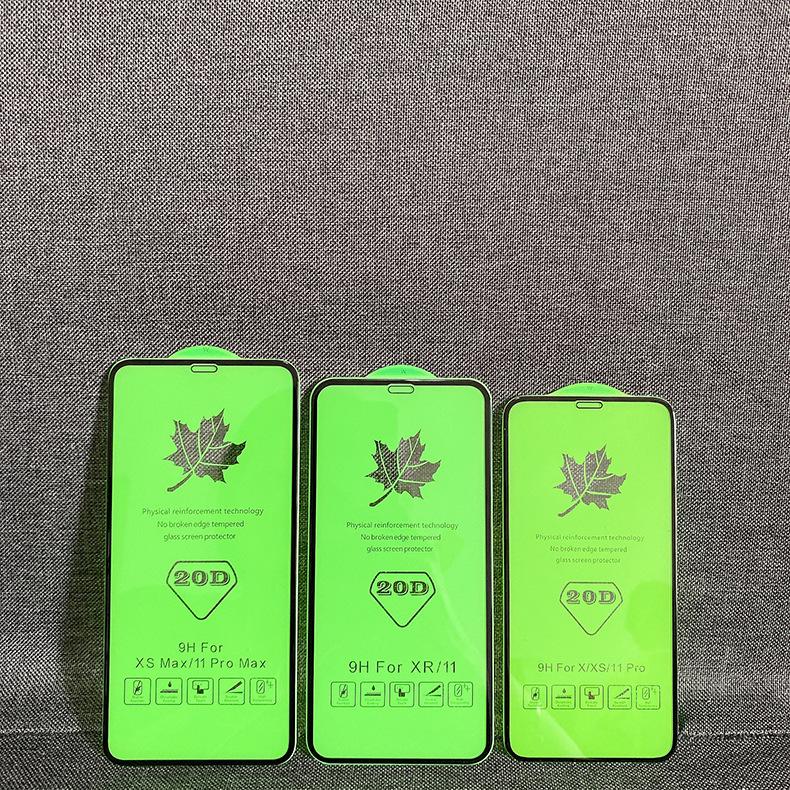 Physical reinforcement technology
No broken edge tempered
glass screen protector
20D
9H For
XS Max/11 Pro Max
Physical reinforcement technology
No broken edge tempered
glass screen protector
20D
9H For XR/11
Physical reinforcement technology
No broken edge tempered
glass screen protector
20D
9H For X/XS/11 Pro